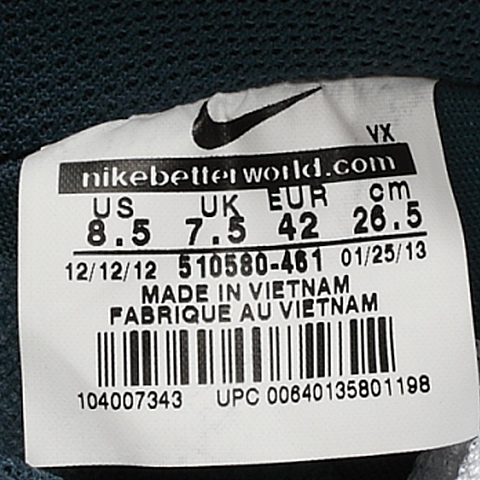 VX
nikebetterworld.com
US UK EUR cm
8.5 7.5 42 26.5
12/12/12 510580-461 01/25/13
MADE IN VIETNAM
FABRIQUE AU VIETNAM
104007343 UPC 00640135801198